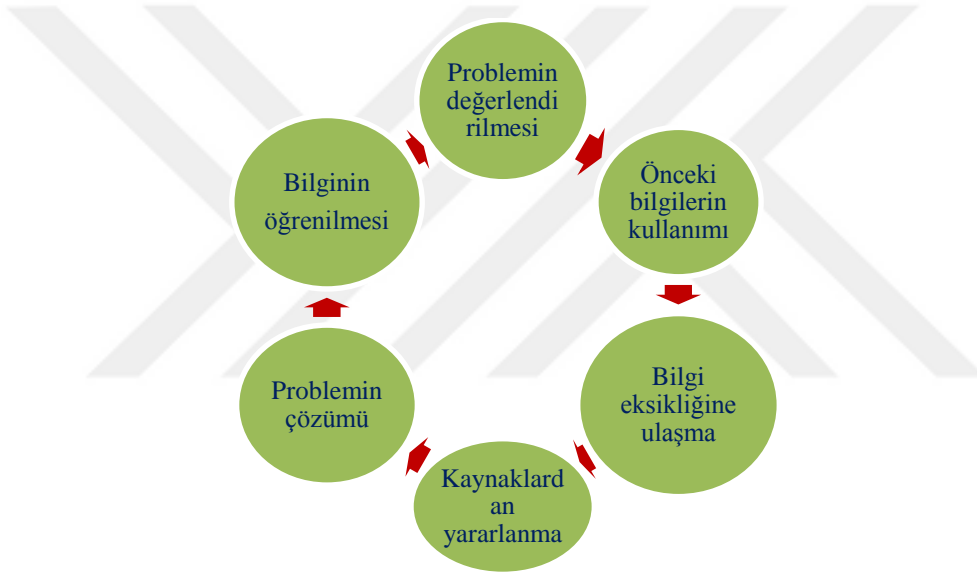 Problemin
değerlendi
rilmesi
Önceki
bilgilerin
kullanımı
Bilgi
eksikliğine
ulaşma
Kaynaklard
an
yararlanma
Problemin
çözümü
Bilginin
öğrenilmesi